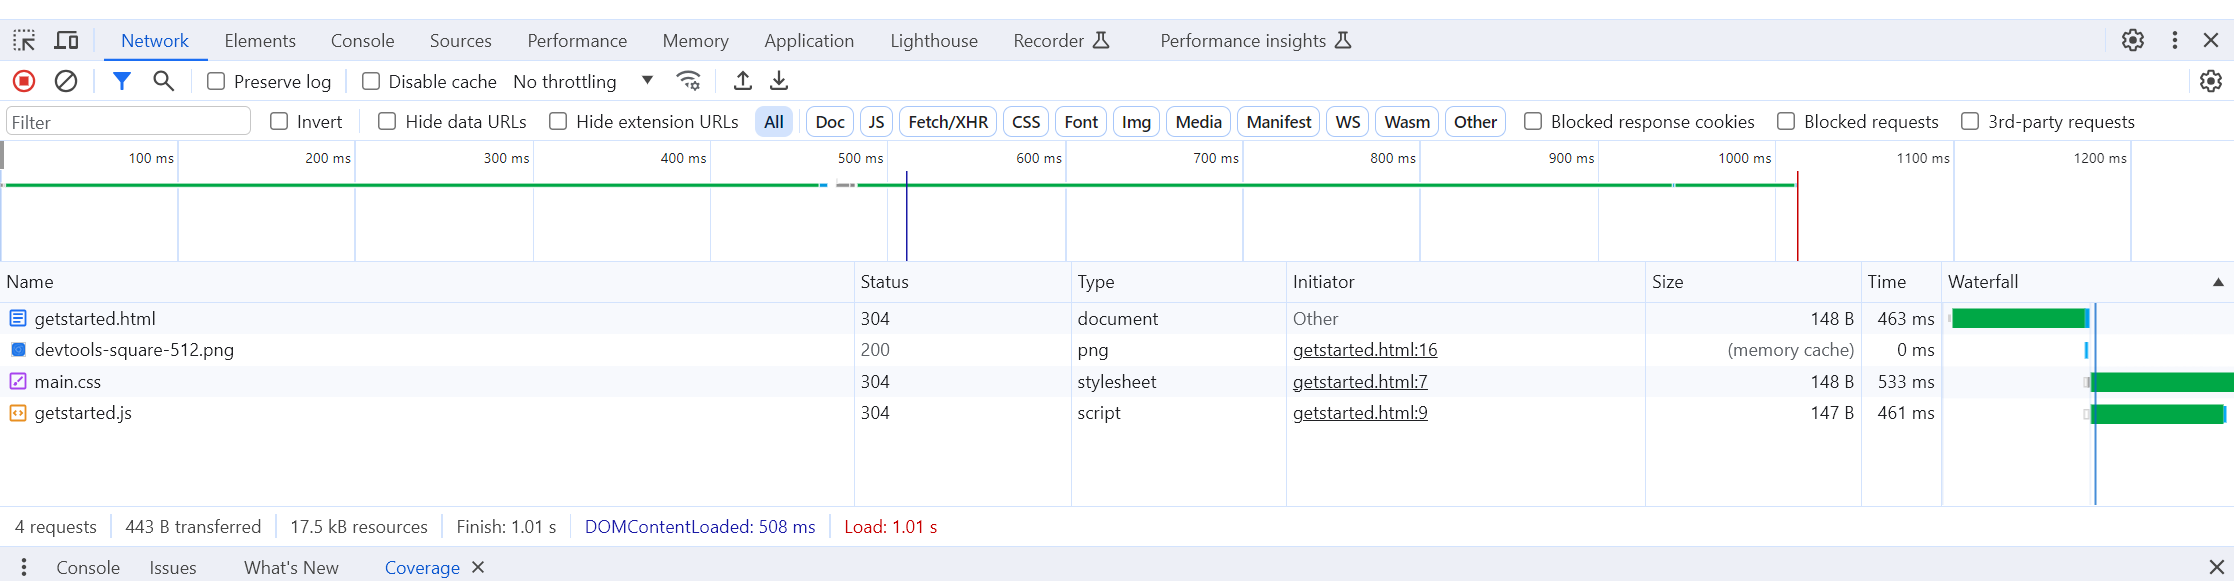 Network Elements Console Sources Performance Memory Application Lighthouse Recorder Performance insights
Preserve log Disable cache No throttling
Filter Invert Hide data URLs Hide extension URLs All Doc JS Fetch/XHR CSS Font Img Media Manifest WS Wasm Other Blocked response cookies Blocked requests 3rd-party requests
100 ms 200 ms 300 ms 400 ms 500 ms 600 ms 700 ms 800 ms 900 ms 1000 ms 1100 ms 1200 ms
Name Status Type Initiator Size Time Waterfall
getstarted.html 304 document Other 148 B 463 ms
devtools-square-512.png 200 png getstarted.html:16 (memory cache) 0 ms
main.css 304 stylesheet getstarted.html:7 148 B 533 ms
getstarted.js 304 script getstarted.html:9 147 B 461 ms
4 requests 443 B transferred 17.5 kB resources Finish: 1.01 s DOMContentLoaded: 508 ms Load: 1.01 s
Console Issues What's New Coverage